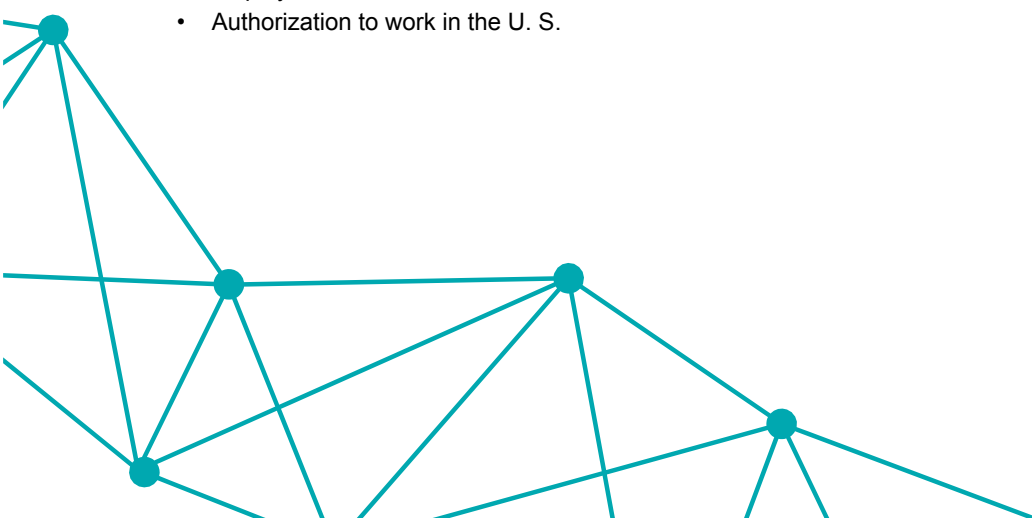 • Authorization to work in the U. S.